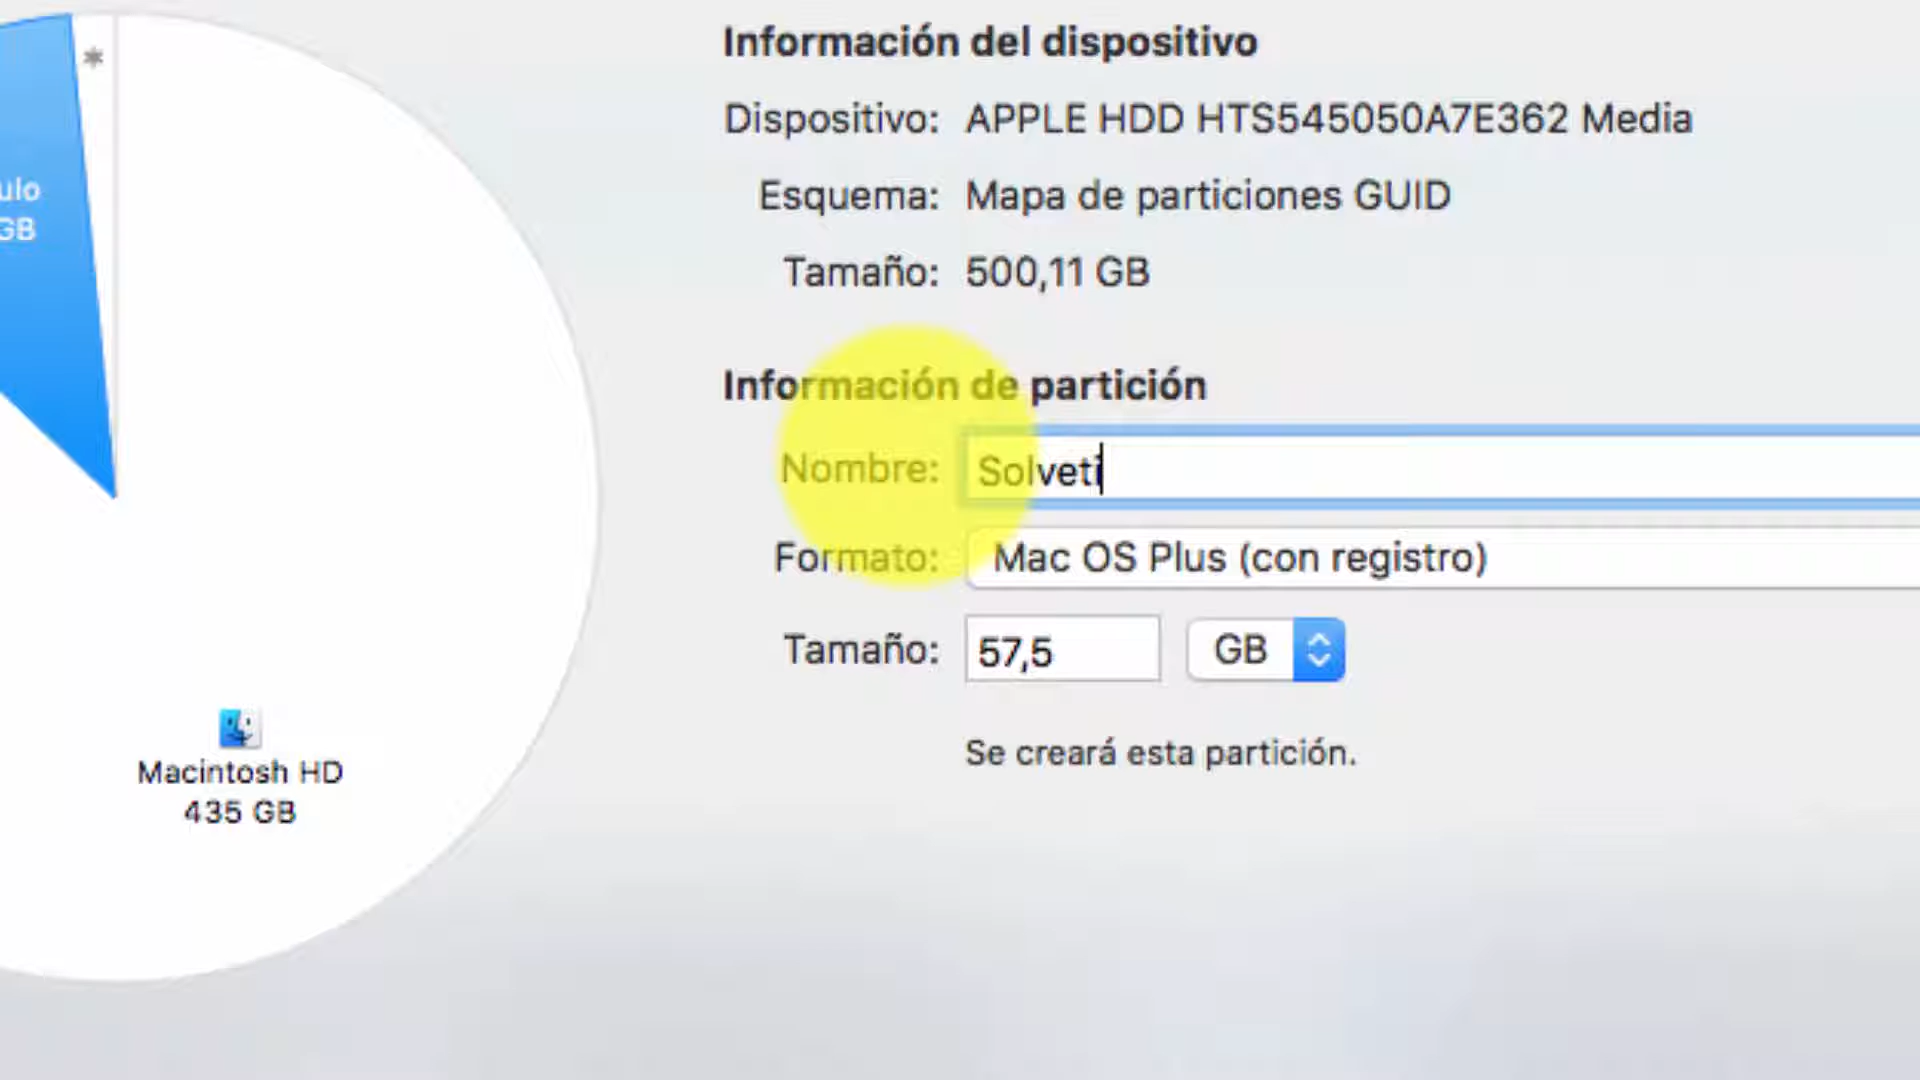 Información del dispositivo
Dispositivo: APPLE HDD HTS545050A7E362 Media
Esquema: Mapa de particiones GUID
Tamaño: 500,11 GB
Información de partición
Nombre: Solveti
Formato: Mac OS Plus (con registro)
Tamaño: 57,5 GB
Se creará esta partición.
*
ulo
GB
Macintosh HD
435 GB